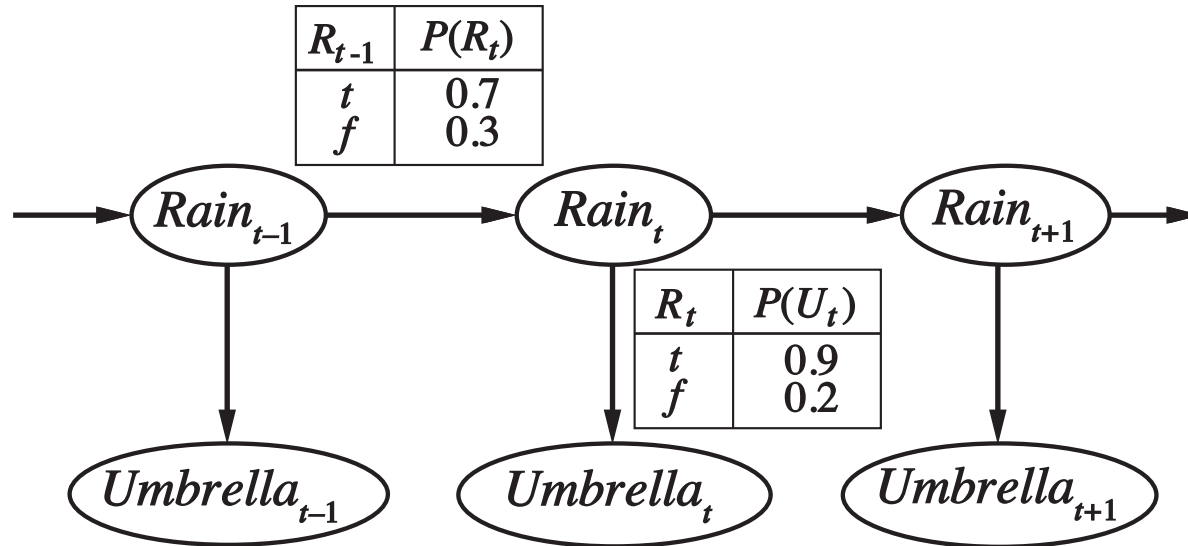 R_{t-1} P(R_t)
t 0.7
f 0.3
Rain_{t–1} Rain_t Rain_{t+1}
R_t P(U_t)
t 0.9
f 0.2
Umbrella_{t–1} Umbrella_t Umbrella_{t+1}